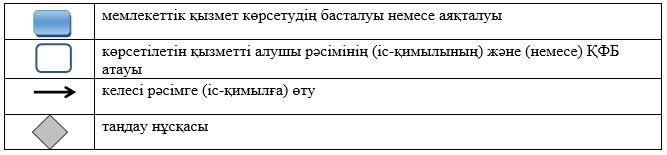 мемлекеттік қызмет көрсетудің басталуы немесе аяқталуы
көрсетілетін қызметті алушы рәсімінің (іс-қимылының) және (немесе) ҚФБ
атауы
келесі рәсімге (іс-қимылға) өту
таңдау нұсқасы